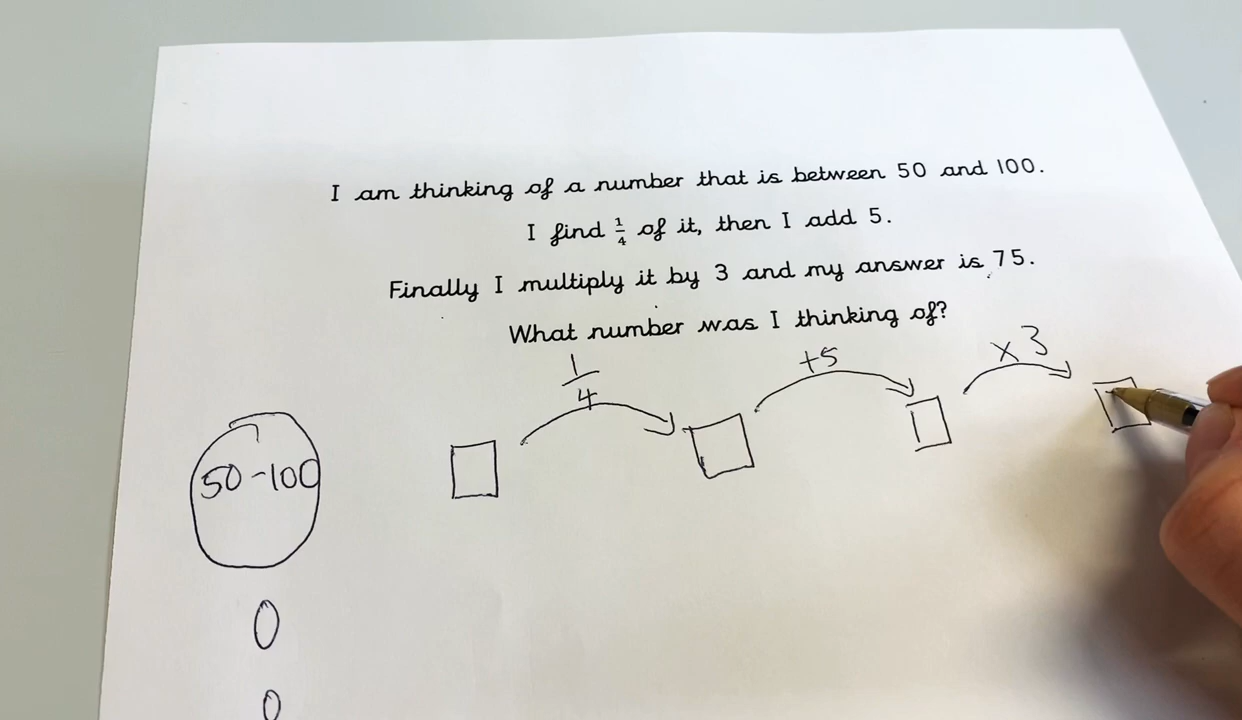 I am thinking of a number that is between 50 and 100.
I find 1/4 of it, then I add 5.
Finally I multiply it by 3 and my answer is 75.
What number was I thinking of?
1/4 +5 x 3
50-100